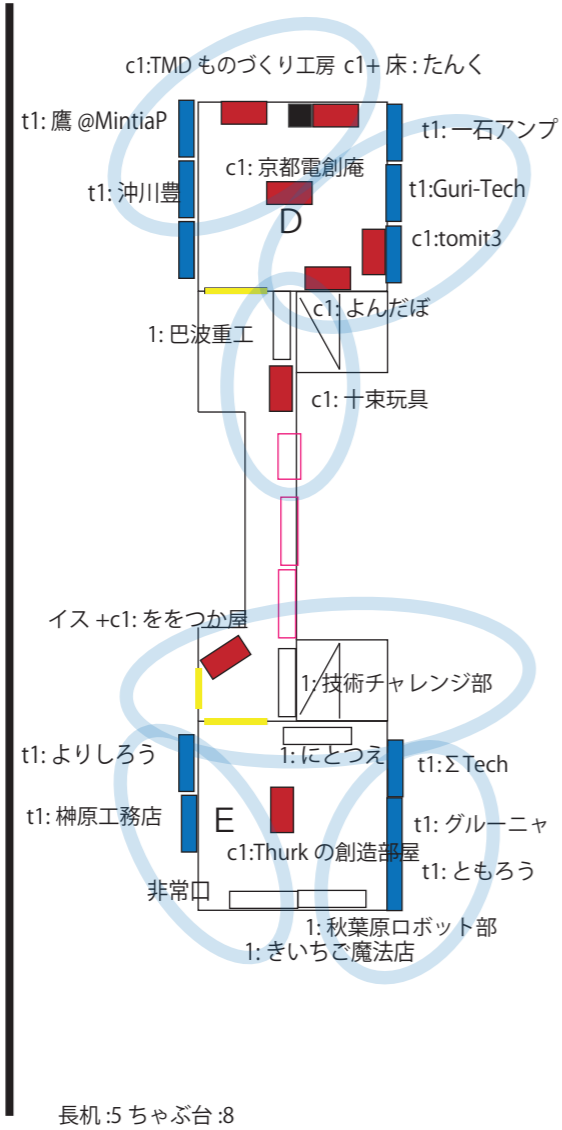 c1:TMD ものづくり工房 c1+ 床 : たんく
t1: 鷹 @MintiaP
t1: 一石アンプ
c1: 京都電創庵
t1: 沖川豊
t1:Guri-Tech
D
c1:tomit3
c1: よんだぼ
1: 巴波重工
c1: 十束玩具
イス +c1: ををつか屋
1: 技術チャレンジ部
t1: よりしろう
1: にとつえ
t1: Σ Tech
t1: 榊原工務店
E
t1: グルーニャ
c1:Thurk の創造部屋
t1: ともろう
非常口
1: 秋葉原ロボット部
1: きいちご魔法店
長机 :5 ちゃぶ台 :8